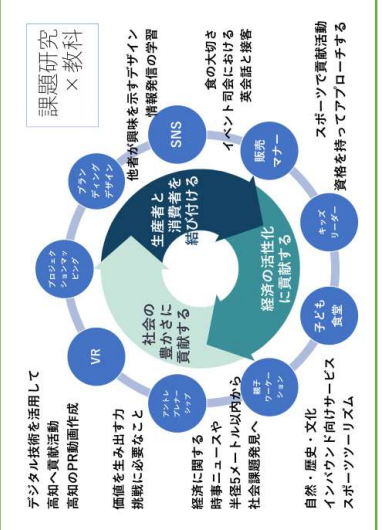 課題研究
×教科
デジタル技術を活用して
高知へ貢献活動
高知のPR動画作成
価値を生み出す力
挑戦に必要なこと
経済に関する
時事ニュースや
半径5メートル以内から
社会課題発見へ
自然・歴史・文化
インバウンド向けサービス
スポーツツーリズム
他者が興味を示すデザイン
情報発信の学習
食の大切さ
イベント司会における
英会話と接客
スポーツで貢献活動
資格を持ってアプローチする
プロジェ
クションマッ
ピング
ブラン
ディング
デザイン
SNS
販売
マナー
キッズ
リーダー
子ども
食堂
親子
ワーケー
ション
アントレ
プレナー
シップ
VR
生産者と
消費者を
結び付ける
経済の活性化
に貢献する
社会の
豊かさに
貢献する